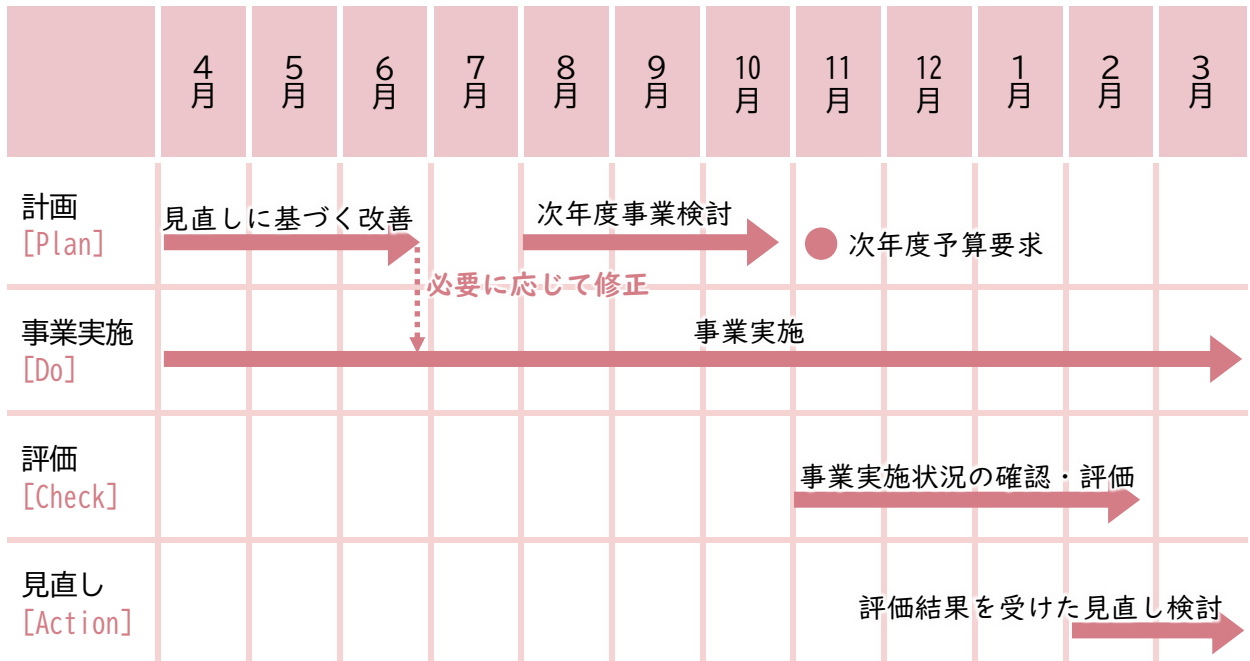 4月 5月 6月 7月 8月 9月 10月 11月 12月 1月 2月 3月
計画
[Plan]
見直しに基づく改善
次年度事業検討
次年度予算要求
必要に応じて修正
事業実施
[Do]
事業実施
評価
[Check]
事業実施状況の確認・評価
見直し
[Action]
評価結果を受けた見直し検討